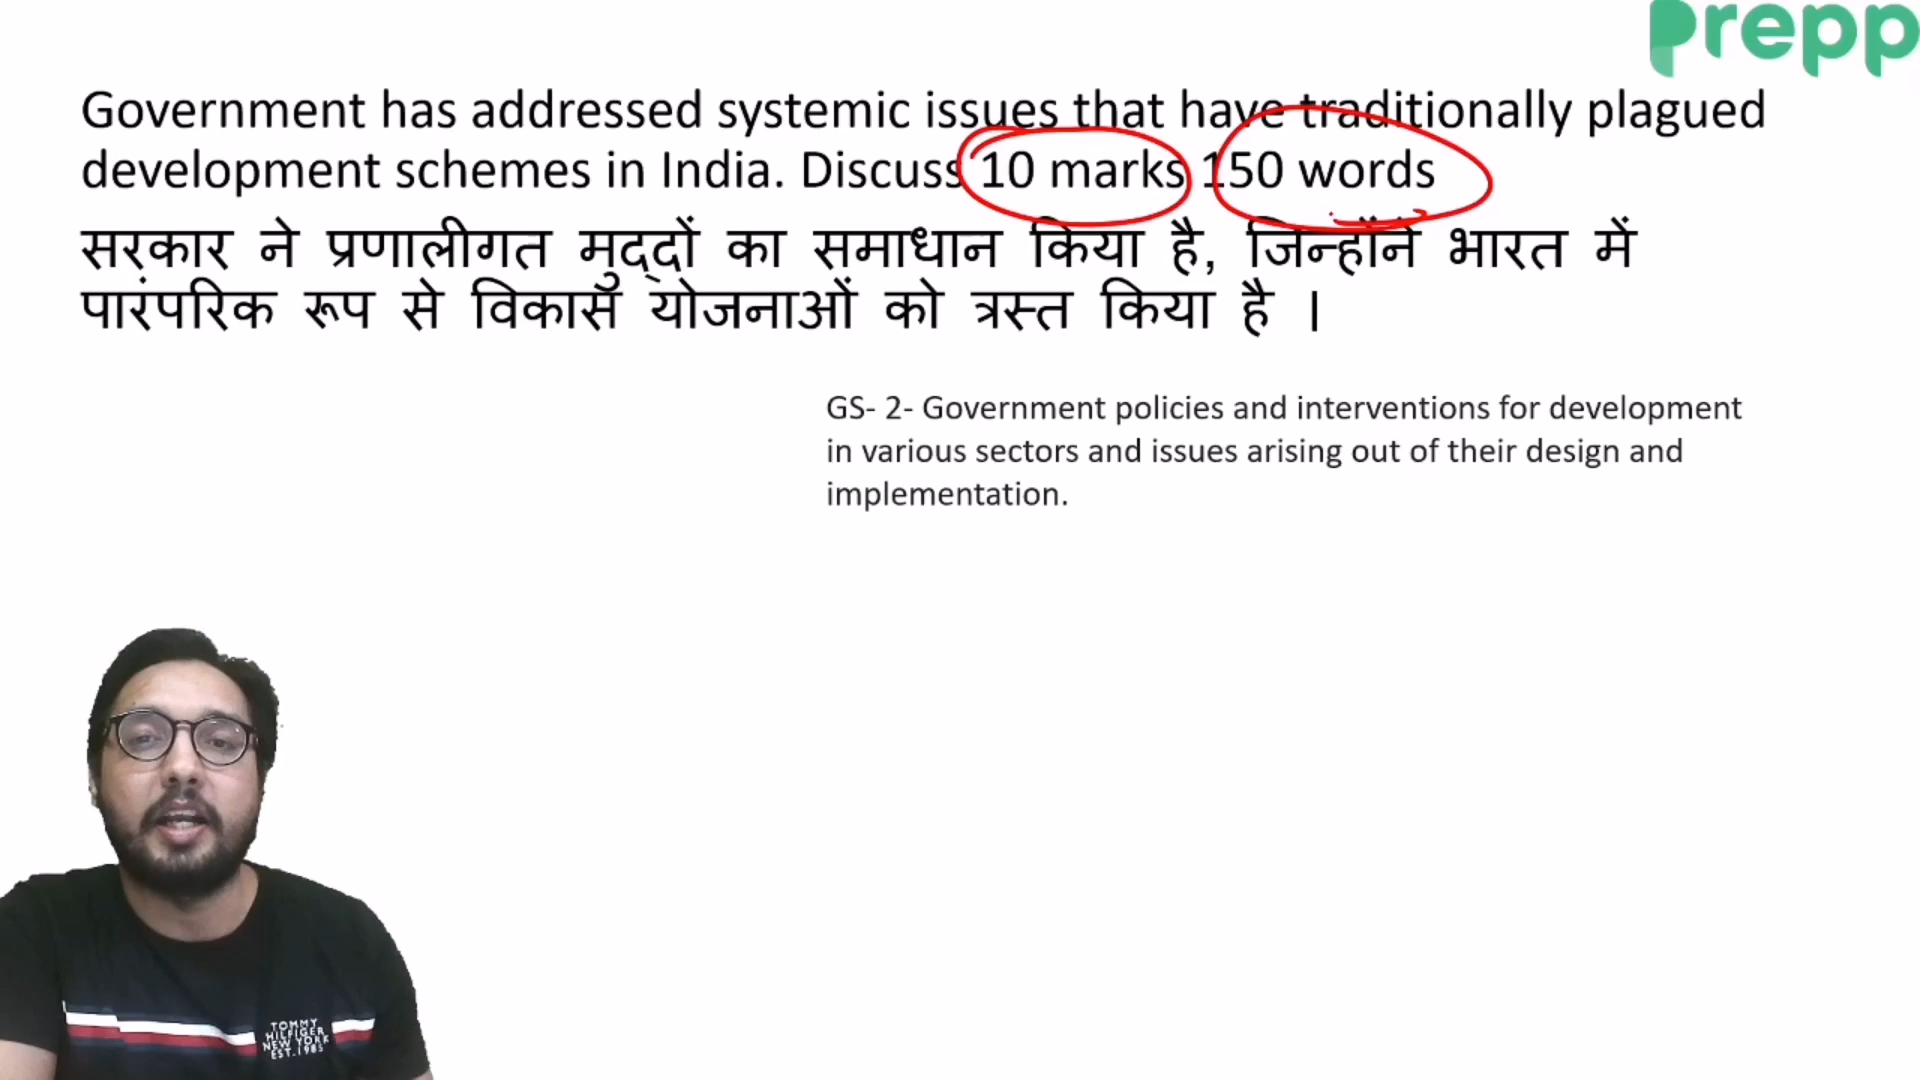 prepp
Government has addressed systemic issues that have traditionally plagued
development schemes in India. Discuss 10 marks 150 words
सरकार ने प्रणालीगत मुद्दों का समाधान किया है, जिन्होंने भारत में
पारंपरिक रूप से विकास योजनाओं को त्रस्त किया है ।
GS- 2- Government policies and interventions for development
in various sectors and issues arising out of their design and
implementation.
TOMMY
HILFIGER
NEW YORK
EST.1985